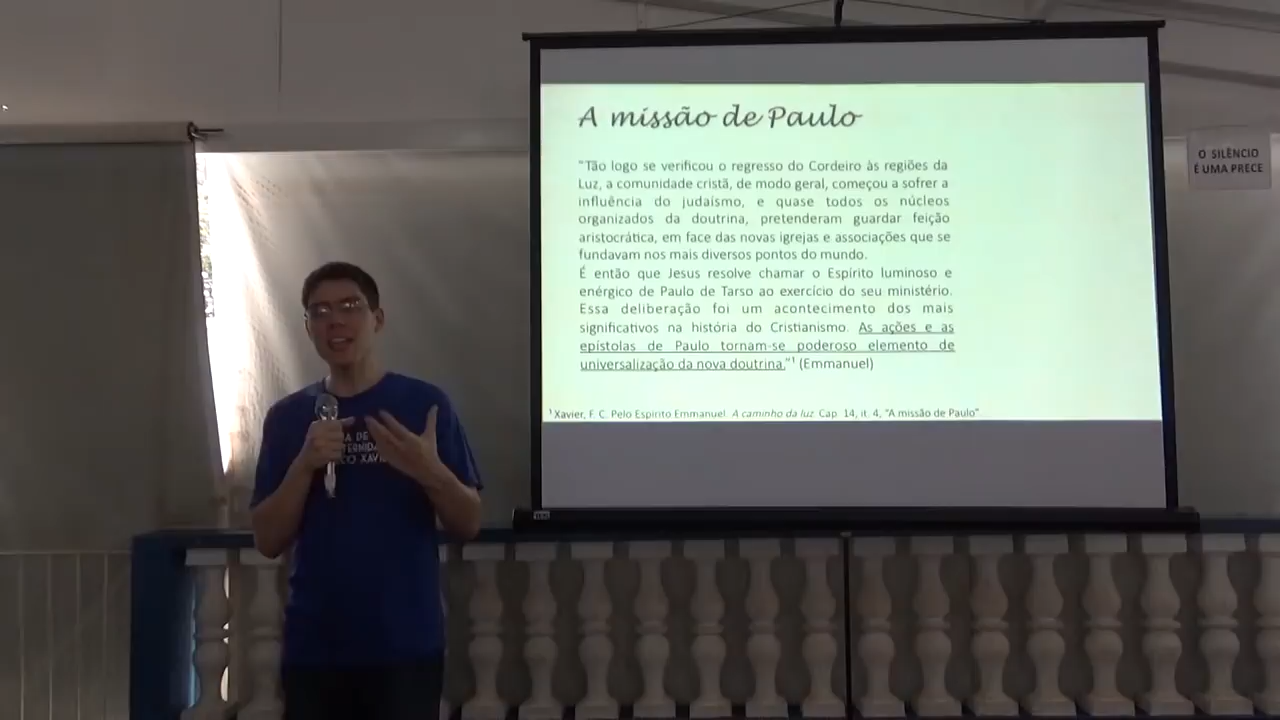 A missão de Paulo
"Tão logo se verificou o regresso do Cordeiro às regiões da
Luz, a comunidade cristã, de modo geral, começou a sofrer a
influência do judaísmo, e quase todos os núcleos
organizados da doutrina, pretenderam guardar feição
aristocrática, em face das novas igrejas e associações que se
fundavam nos mais diversos pontos do mundo.
É então que Jesus resolve chamar o Espírito luminoso e
enérgico de Paulo de Tarso ao exercício do seu ministério.
Essa deliberação foi um acontecimento dos mais
significativos na história do Cristianismo. As ações e as
epístolas de Paulo tornam-se poderoso elemento de
universalização da nova doutrina."¹ (Emmanuel)
¹ Xavier, F. C. Pelo Espírito Emmanuel. A caminho da luz. Cap. 14, it. 4, "A missão de Paulo"
O SILÊNCIO
É UMA PRECE
DE
XAV